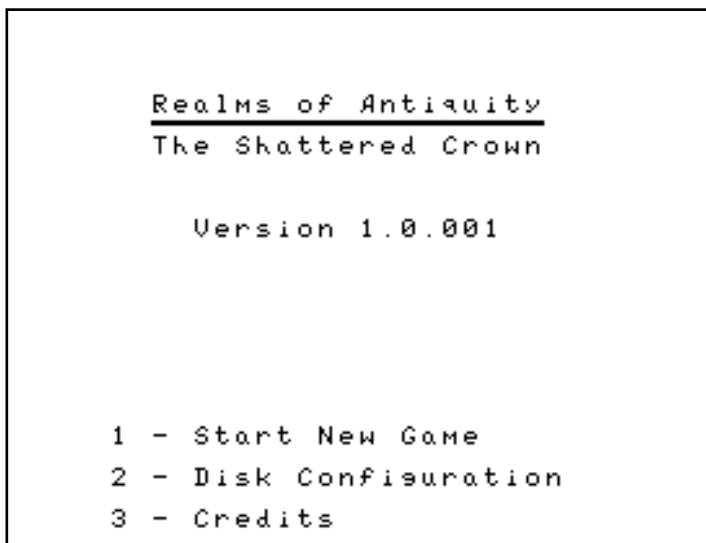 Realms of Antiquity
The Shattered Crown
Version 1.0.001
1 - Start New Game
2 - Disk Configuration
3 - Credits